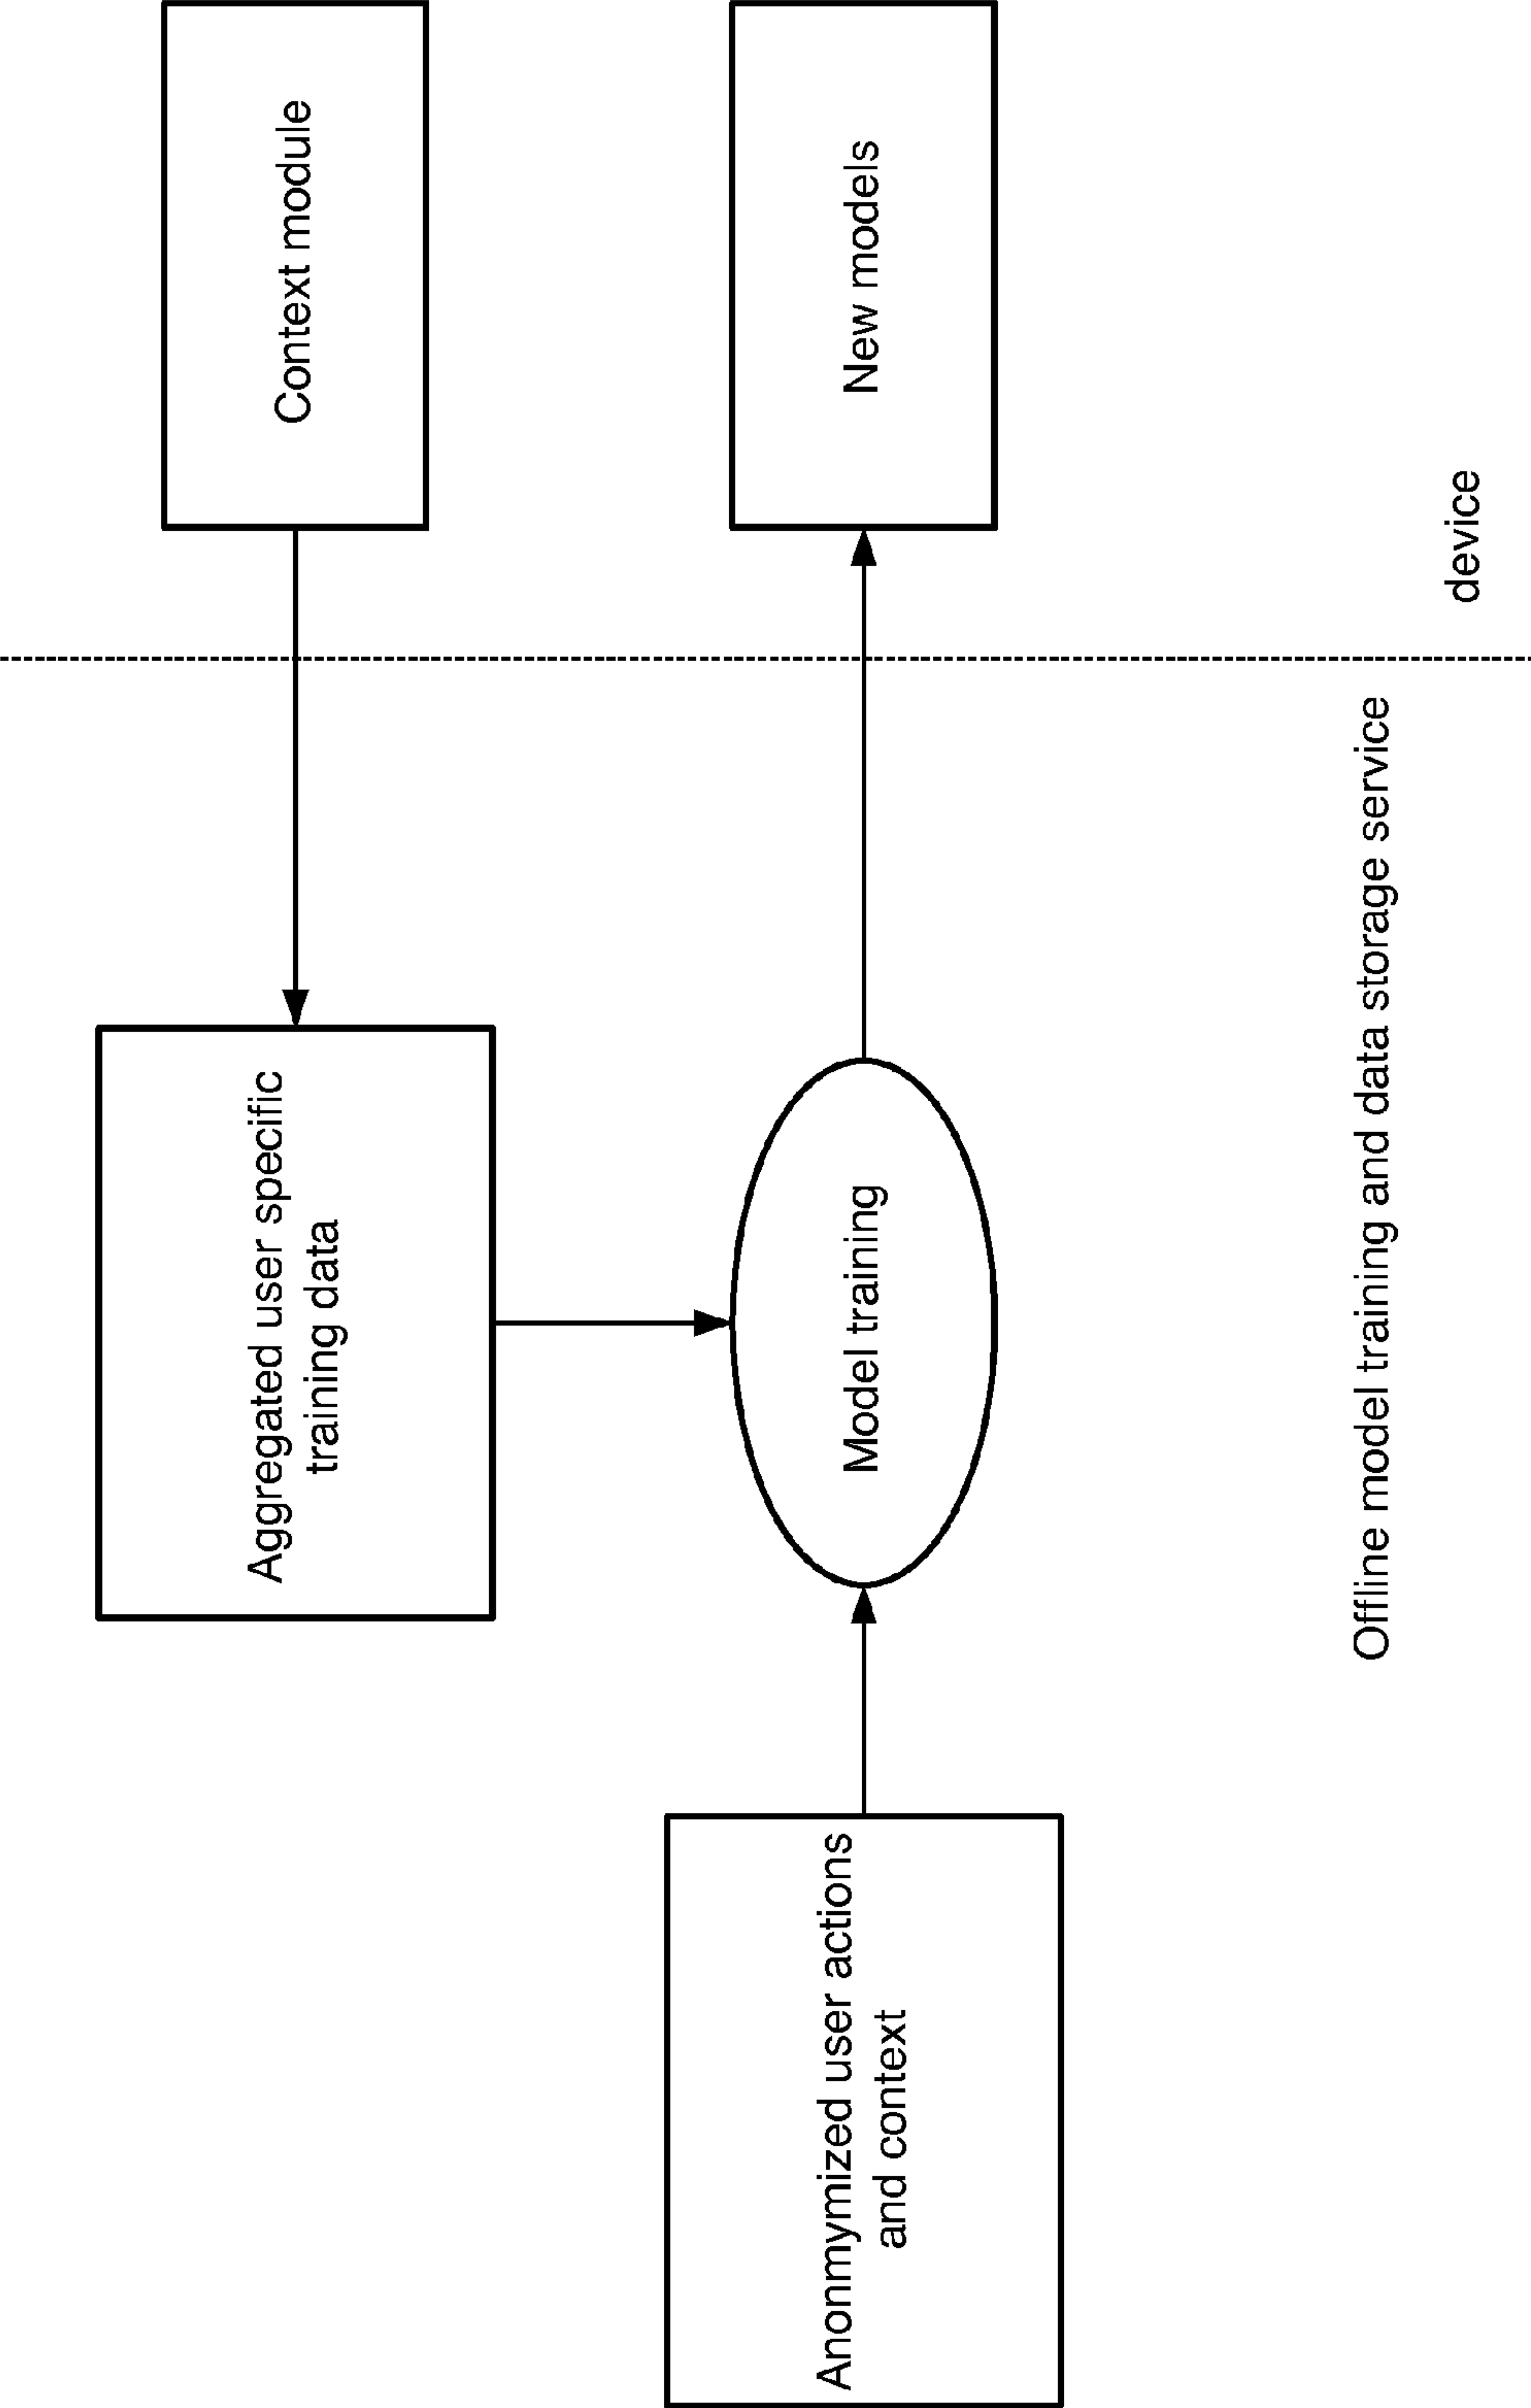 Aggregated user specific
training data
Context module
Anonmymized user actions
and context
Model training
New models
Offline model training and data storage service
device